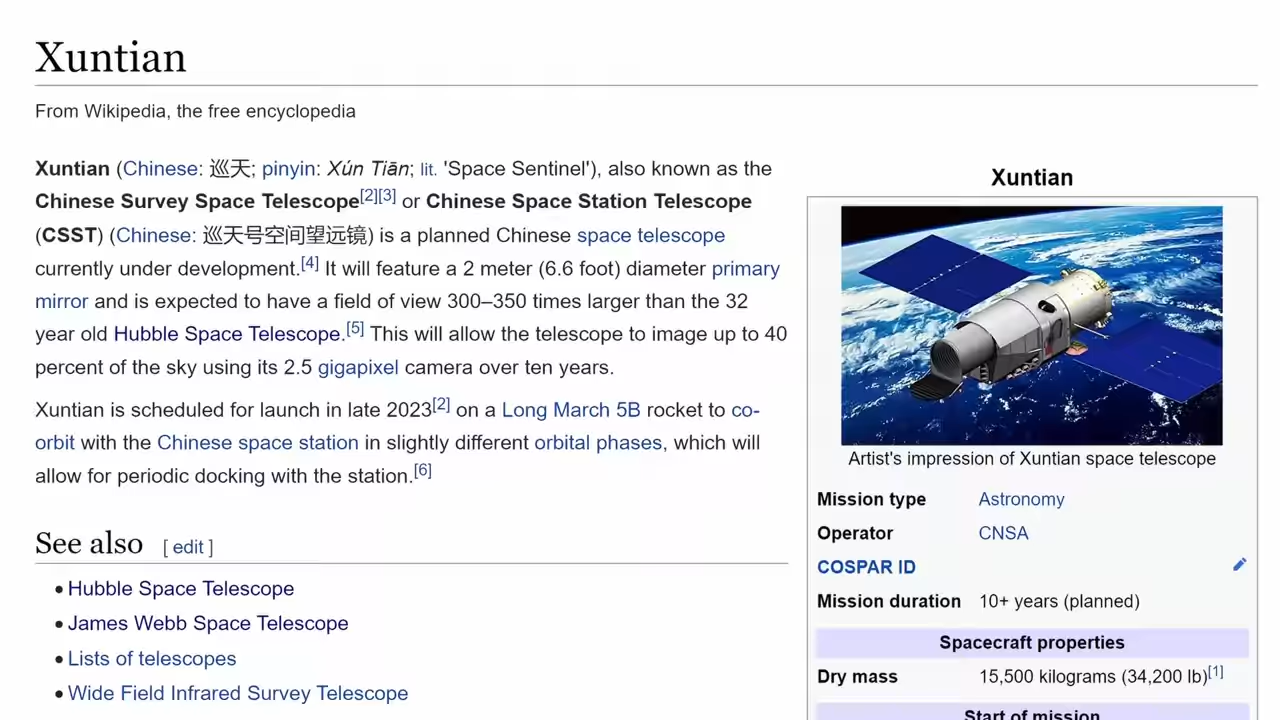 Xuntian
From Wikipedia, the free encyclopedia
Xuntian (Chinese: 巡天; pinyin: Xún Tiān; lit. 'Space Sentinel'), also known as the
Chinese Survey Space Telescope[2][3] or Chinese Space Station Telescope
(CSST) (Chinese: 巡天号空间望远镜) is a planned Chinese space telescope
currently under development.[4] It will feature a 2 meter (6.6 foot) diameter primary
mirror and is expected to have a field of view 300–350 times larger than the 32
year old Hubble Space Telescope.[5] This will allow the telescope to image up to 40
percent of the sky using its 2.5 gigapixel camera over ten years.
Xuntian is scheduled for launch in late 2023[2] on a Long March 5B rocket to co-
orbit with the Chinese space station in slightly different orbital phases, which will
allow for periodic docking with the station.[6]
See also [ edit ]
• Hubble Space Telescope
• James Webb Space Telescope
• Lists of telescopes
• Wide Field Infrared Survey Telescope
Xuntian
Artist's impression of Xuntian space telescope
Mission type Astronomy
Operator CNSA
COSPAR ID
Mission duration 10+ years (planned)
Spacecraft properties
Dry mass 15,500 kilograms (34,200 lb)[1]
Start of mission